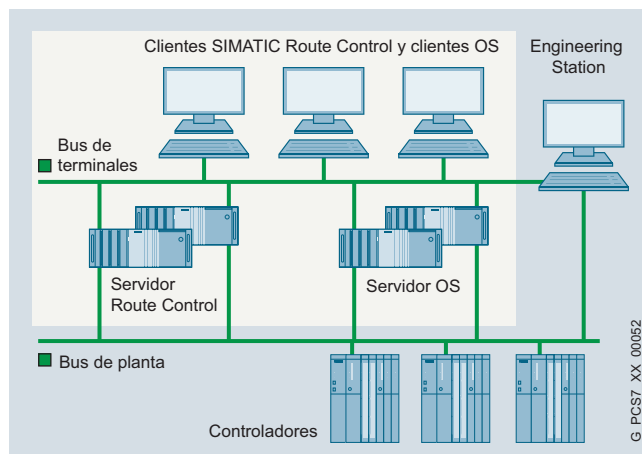 Clientes SIMATIC Route Control y clientes OS
Engineering
Station
Bus de
terminales
Servidor
Route Control
Servidor OS
Bus de planta
Controladores
G_PCS7_XX_00052